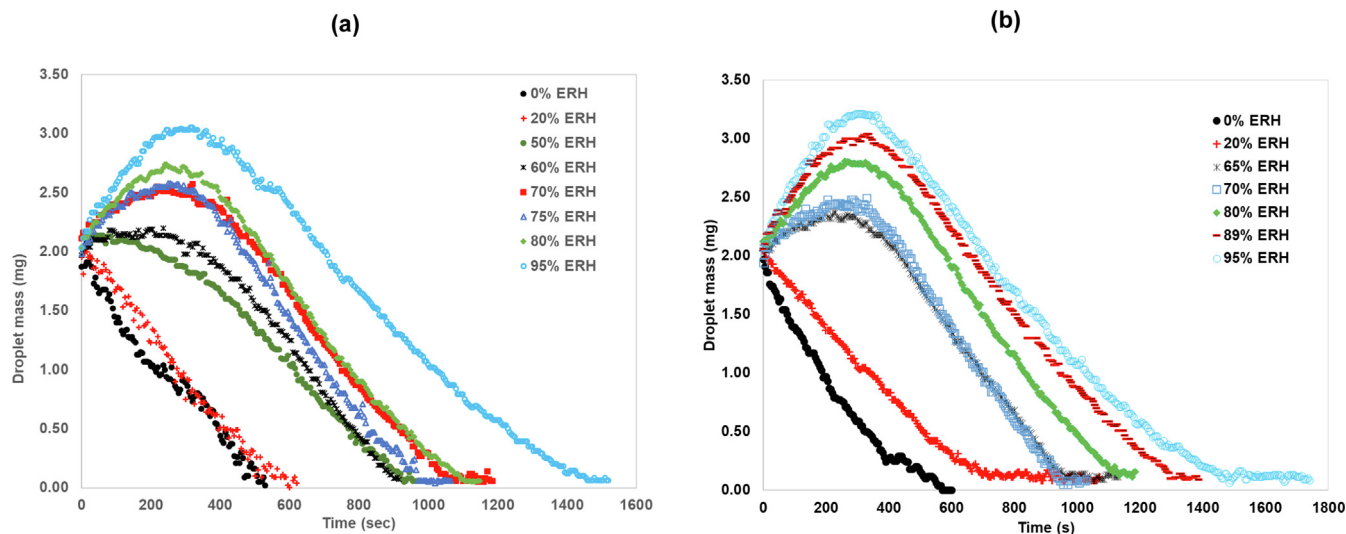 (a)
3.50
3.00
2.50
2.00
1.50
1.00
0.50
0.00
Droplet mass (mg)
0
200
400
600
800
1000
1200
1400
1600
Time (sec)
0% ERH
20% ERH
50% ERH
60% ERH
70% ERH
75% ERH
80% ERH
95% ERH
(b)
3.50
3.00
2.50
2.00
1.50
1.00
0.50
0.00
Droplet mass (mg)
0
200
400
600
800
1000
1200
1400
1600
1800
Time (s)
0% ERH
20% ERH
65% ERH
70% ERH
80% ERH
89% ERH
95% ERH